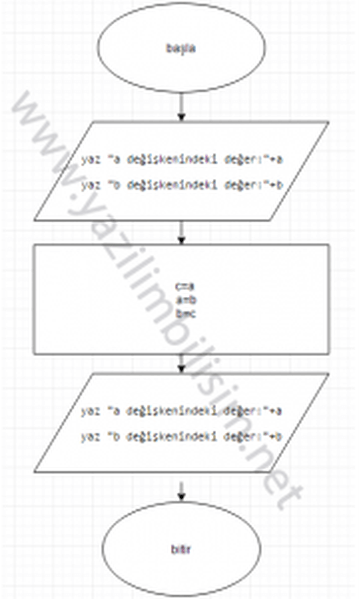 başla
yaz "a değişkenindeki değer:"+a
yaz "b değişkenindeki değer:"+b
c=a
a=b
b=c
yaz "a değişkenindeki değer:"+a
yaz "b değişkenindeki değer:"+b
bitir
www.yazilimbilisim.net